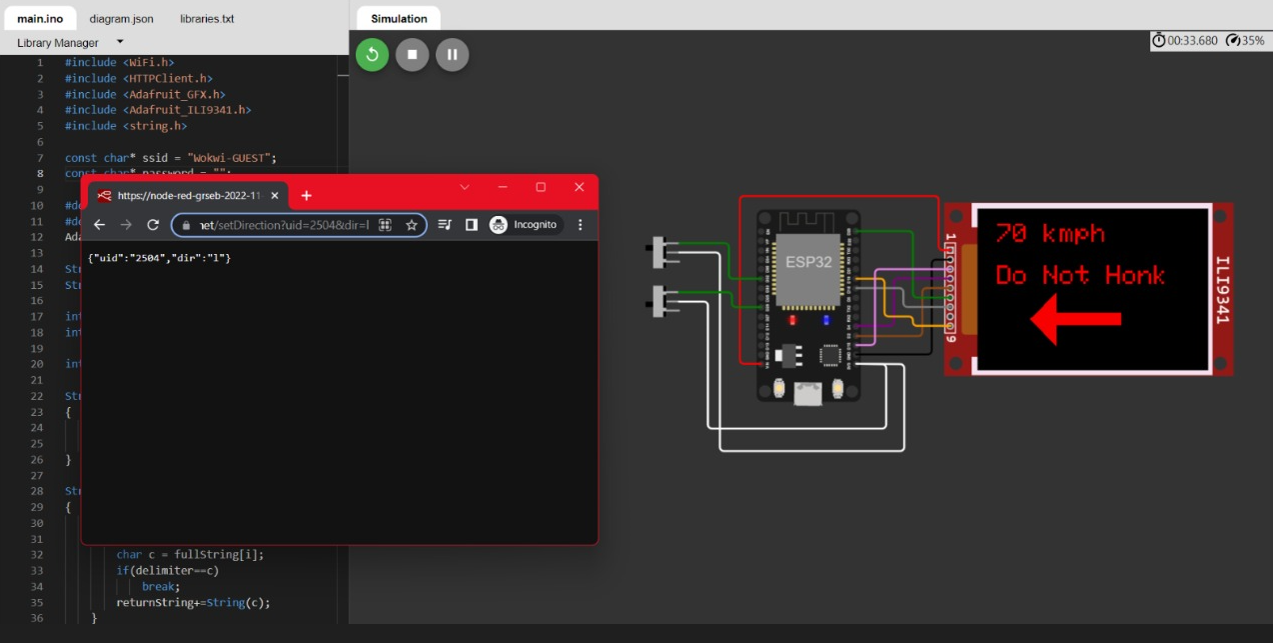 main.ino diagram.json libraries.txt
Library Manager
1 #include <WiFi.h>
2 #include <HTTPClient.h>
3 #include <Adafruit_GFX.h>
4 #include <Adafruit_ILI9341.h>
5 #include <string.h>
6
7 const char* ssid = "Wokwi-GUEST";
8 const char* password = "";
9
10 #de
11 #de
12 Ada
13
14 Str
15 Str
16
17 int
18 int
19
20 int
21
22 Str
23 {
24
25
26 }
27
28 Str
29 {
30
31
32 char c = fullString[i];
33 if(delimiter==c)
34 break;
35 returnString+=String(c);
36 }
https://node-red-grseb-2022-11
net/setDirection?uid=2504&dir=l
Incognito
{"uid":"2504","dir":"l"}
Simulation
00:33.680 35%
ESP32
1
9
70 kmph
Do Not Honk
ILI9341